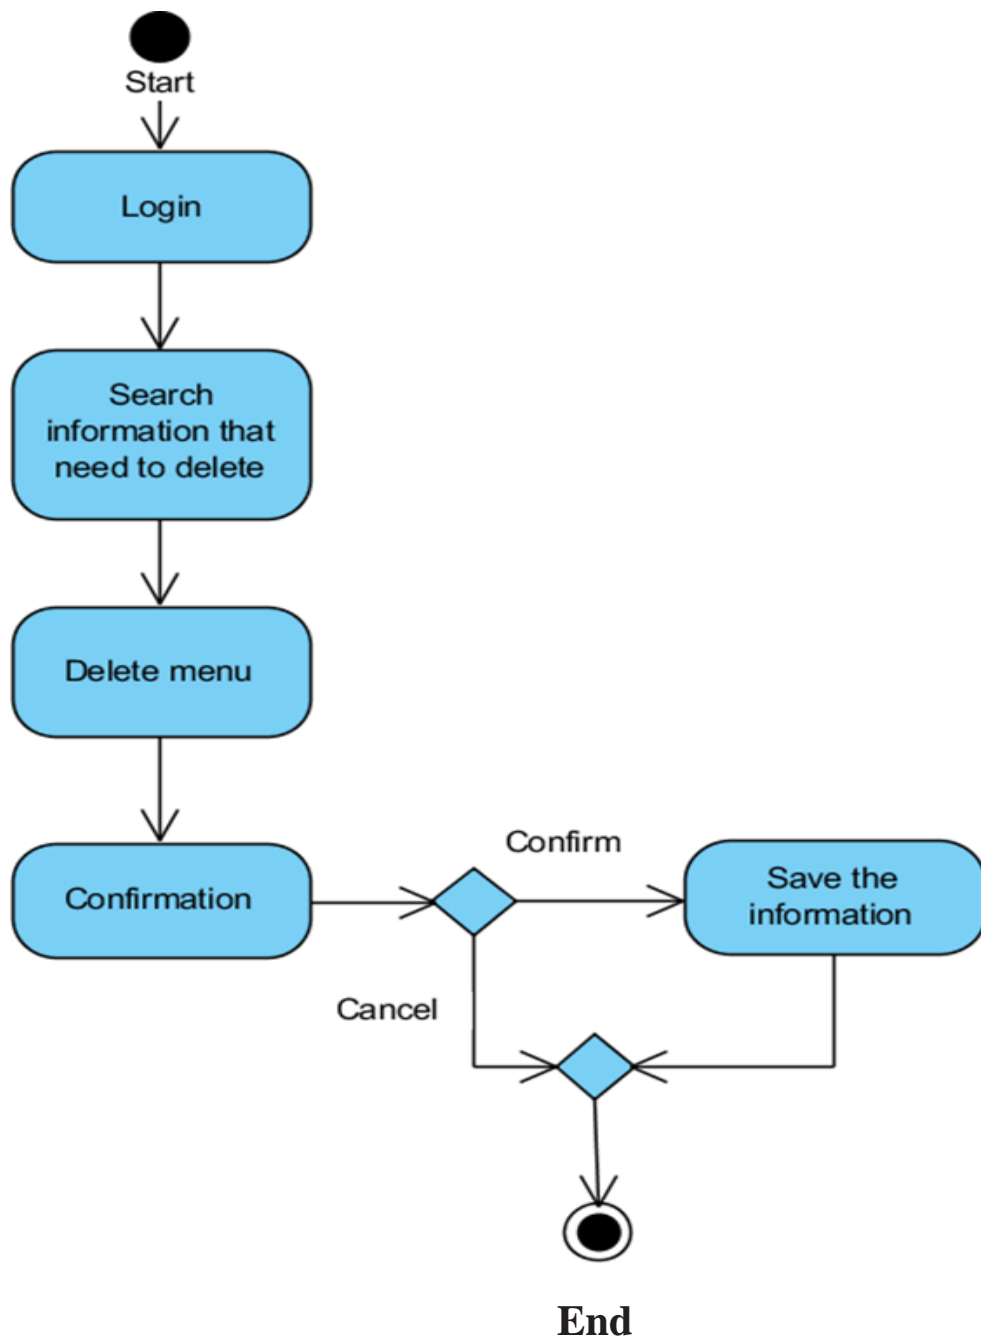 Start
Login
Search
information that
need to delete
Delete menu
Confirmation
Confirm
Save the
information
Cancel
End